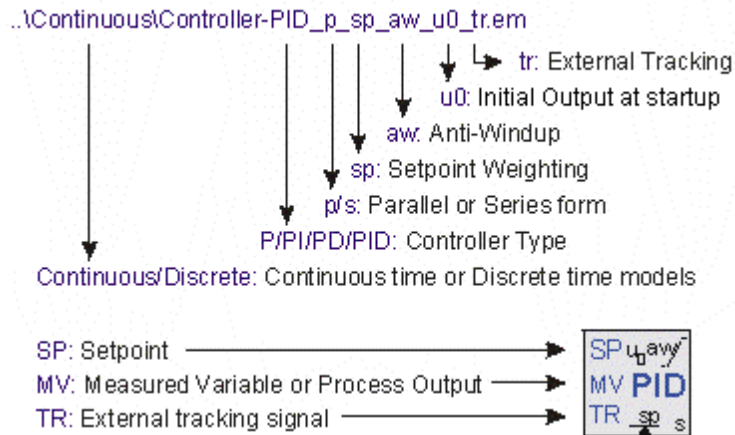 ..\Continuous\Controller-PID_p_sp_aw_u0_tr.em
tr: External Tracking
u0: Initial Output at startup
aw: Anti-Windup
sp: Setpoint Weighting
p/s: Parallel or Series form
P/PI/PD/PID: Controller Type
Continuous/Discrete: Continuous time or Discrete time models
SP: Setpoint
MV: Measured Variable or Process Output
TR: External tracking signal
SP u0 aw
MV PID
TR sp s